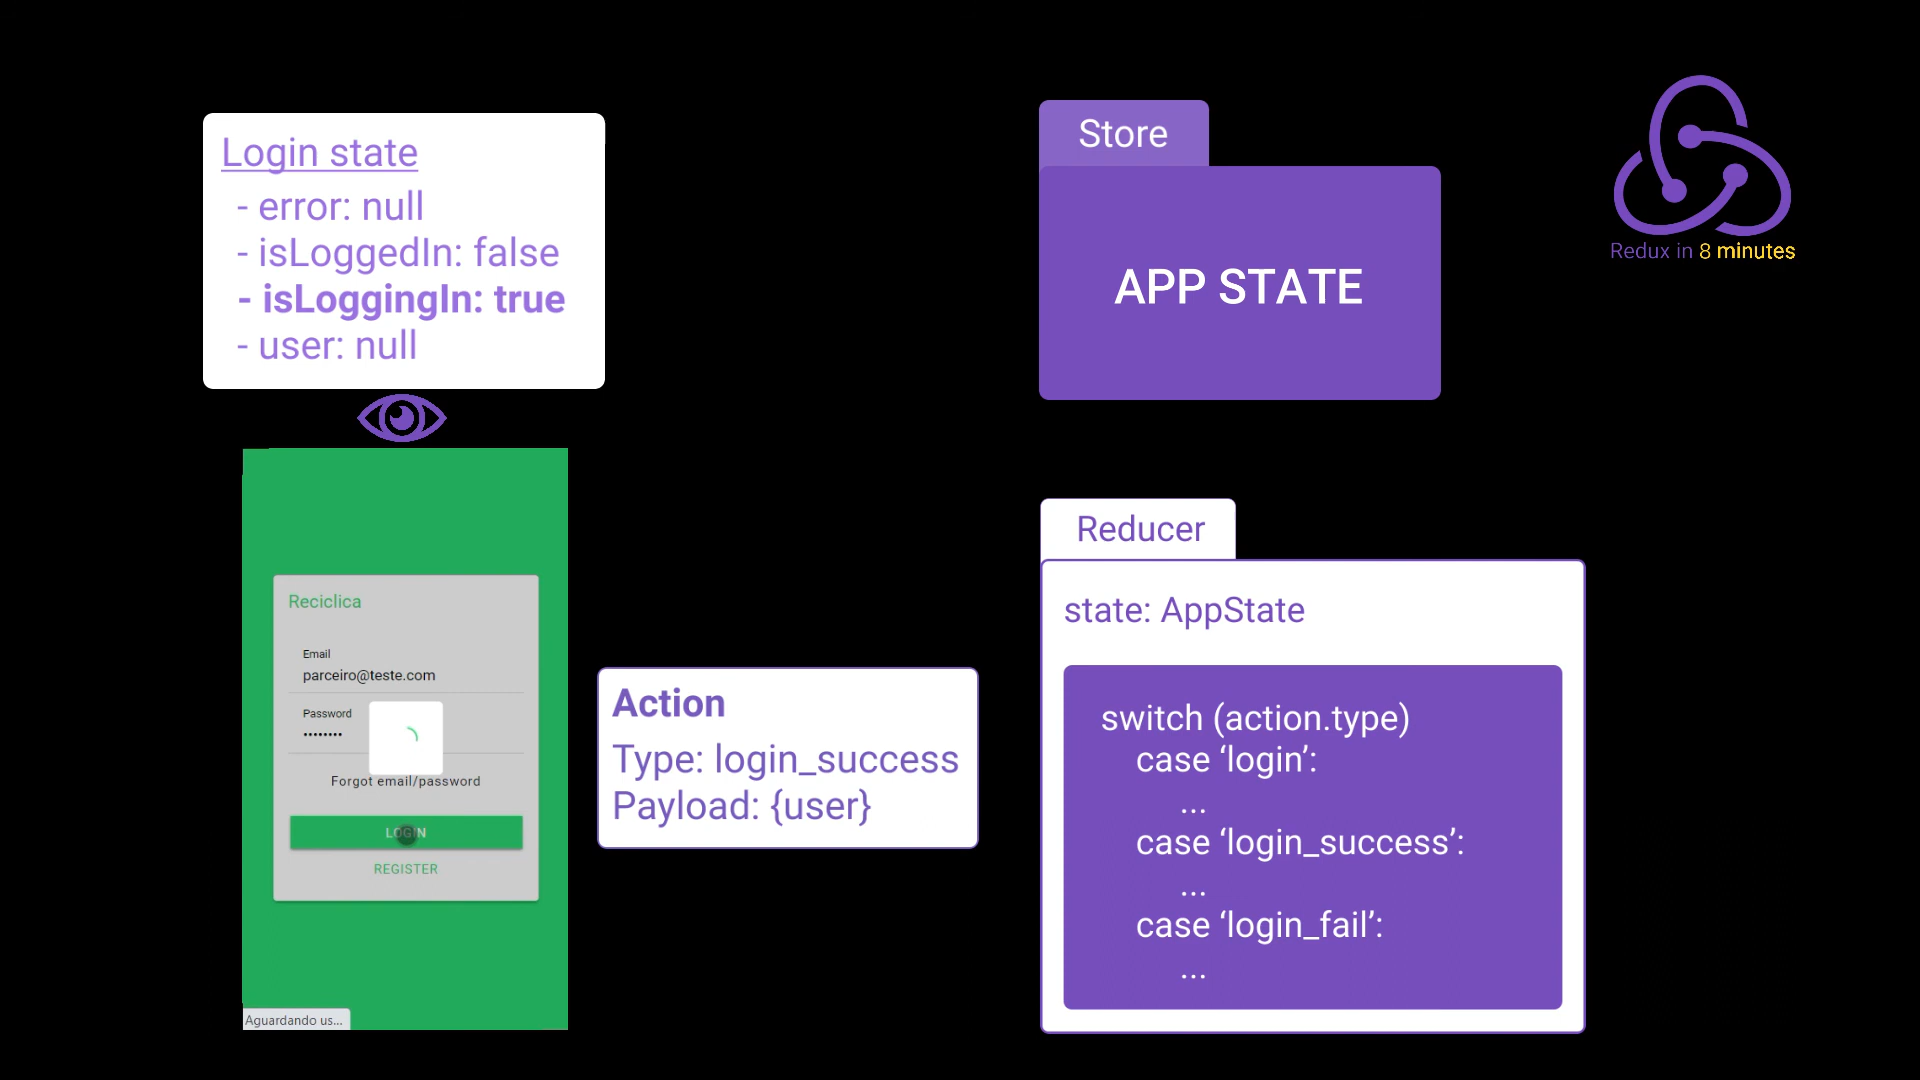 Login state
- error: null
- isLoggedIn: false
- isLoggingIn: true
- user: null
Store
APP STATE
Redux in 8 minutes
Reciclica
Email
parceiro@teste.com
Password
••••••••
Forgot email/password
LOGIN
REGISTER
Aguardando us...
Action
Type: login_success
Payload: {user}
Reducer
state: AppState
switch (action.type)
case ‘login’:
...
case ‘login_success’:
...
case ‘login_fail’:
...